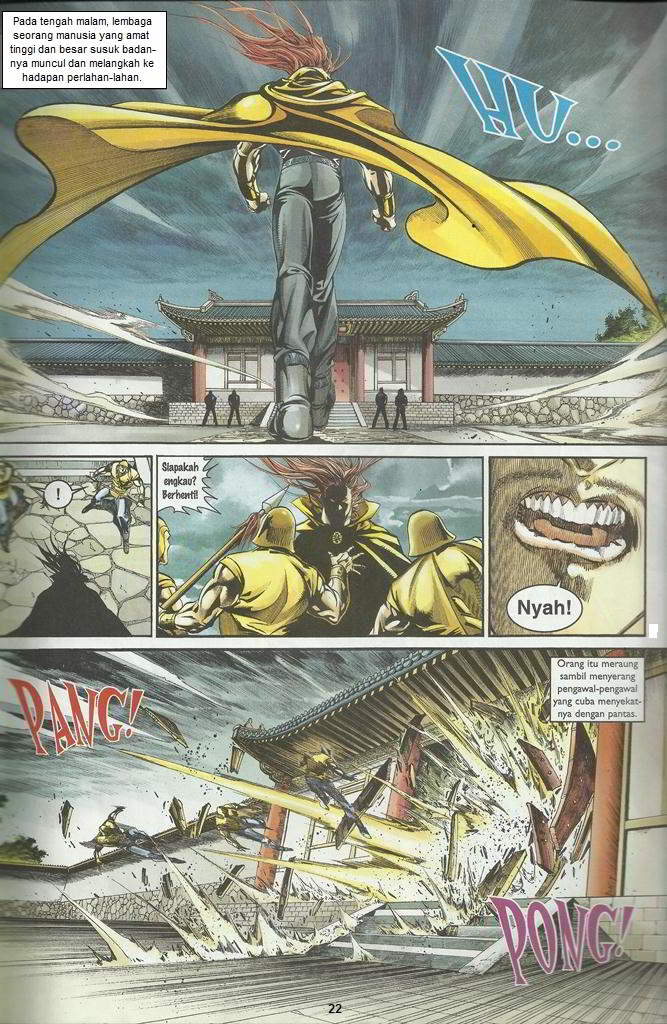 Pada tengah malam, lembaga
seorang manusia yang amat
tinggi dan besar susuk badan-
nya muncul dan melangkah ke
hadapan perlahan-lahan.
HU...
!
Siapakah
engkau?
Berhenti!
Nyah!
Orang itu meraung
sambil menyerang
pengawal-pengawal
yang cuba menyekat-
nya dengan pantas.
PANG!
PONG!
22